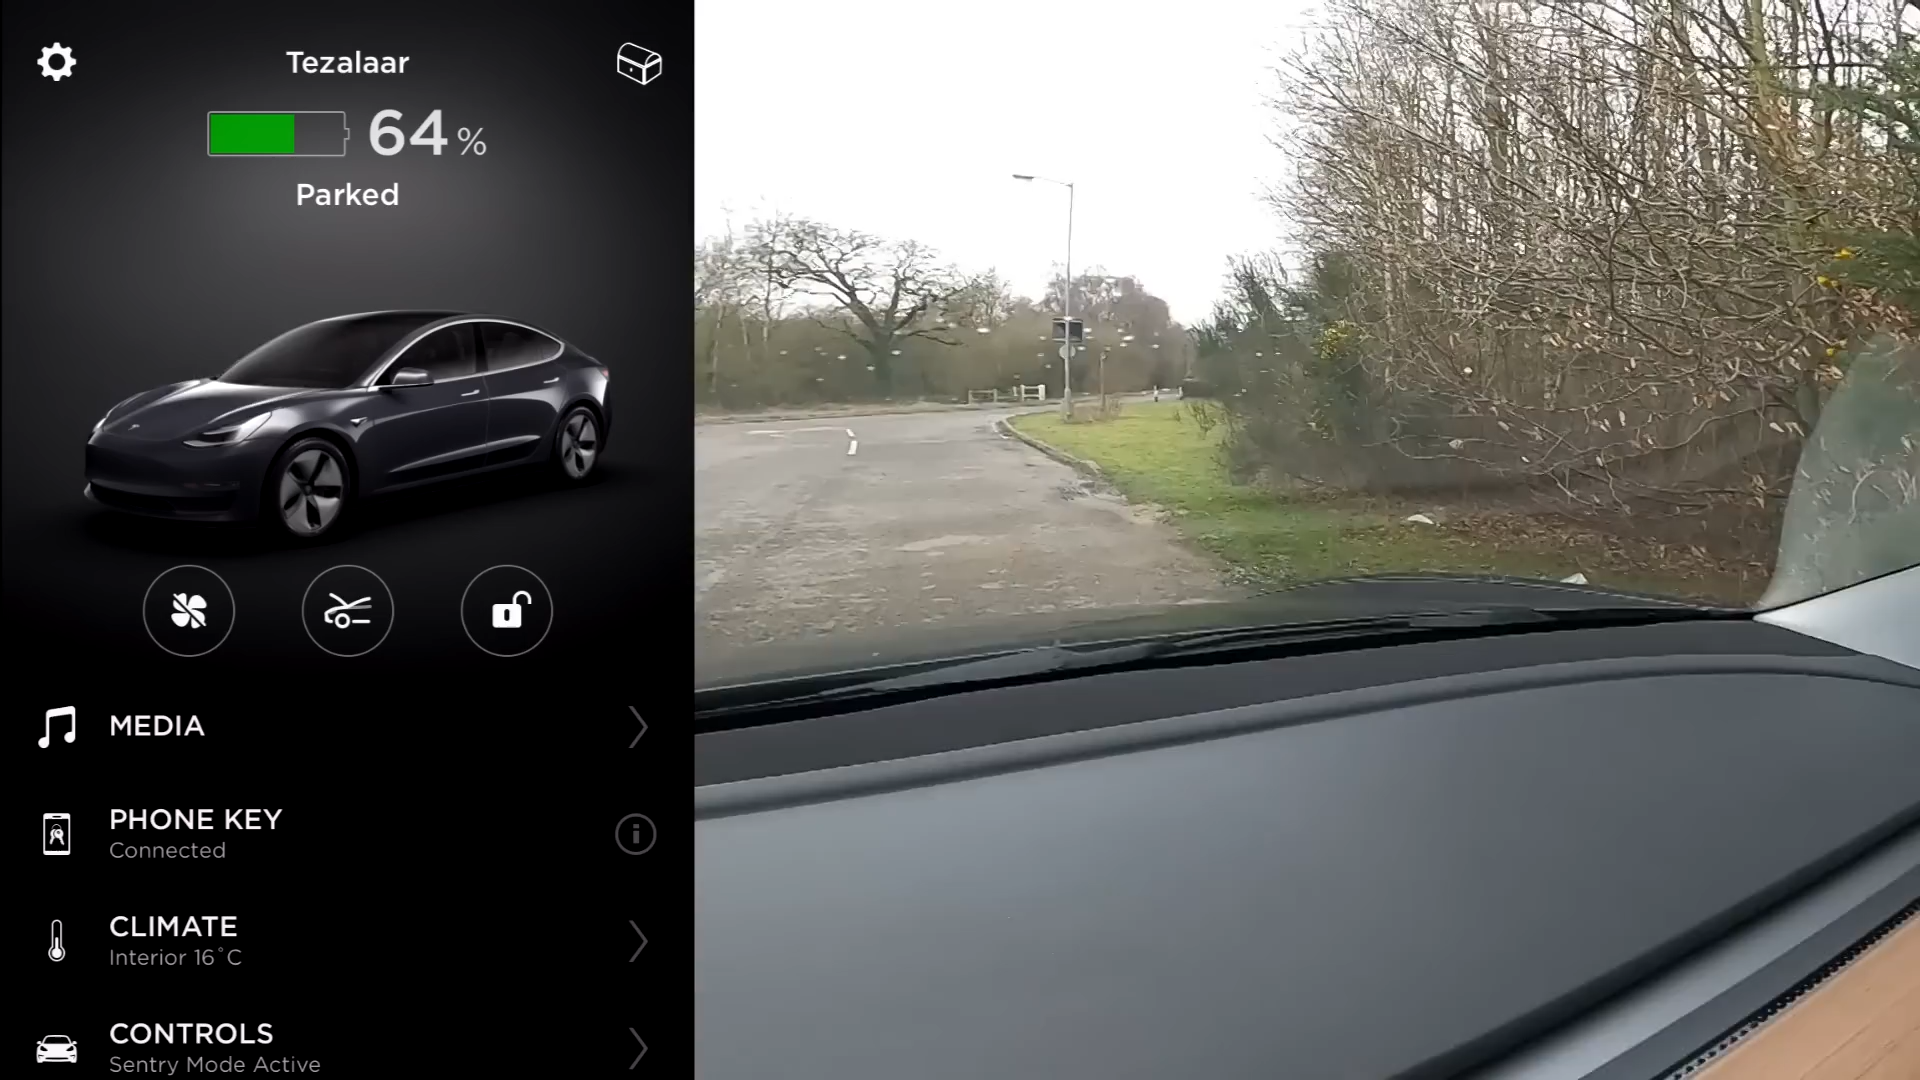 Tezalaar
64 %
Parked
MEDIA
PHONE KEY
Connected
CLIMATE
Interior 16°C
CONTROLS
Sentry Mode Active